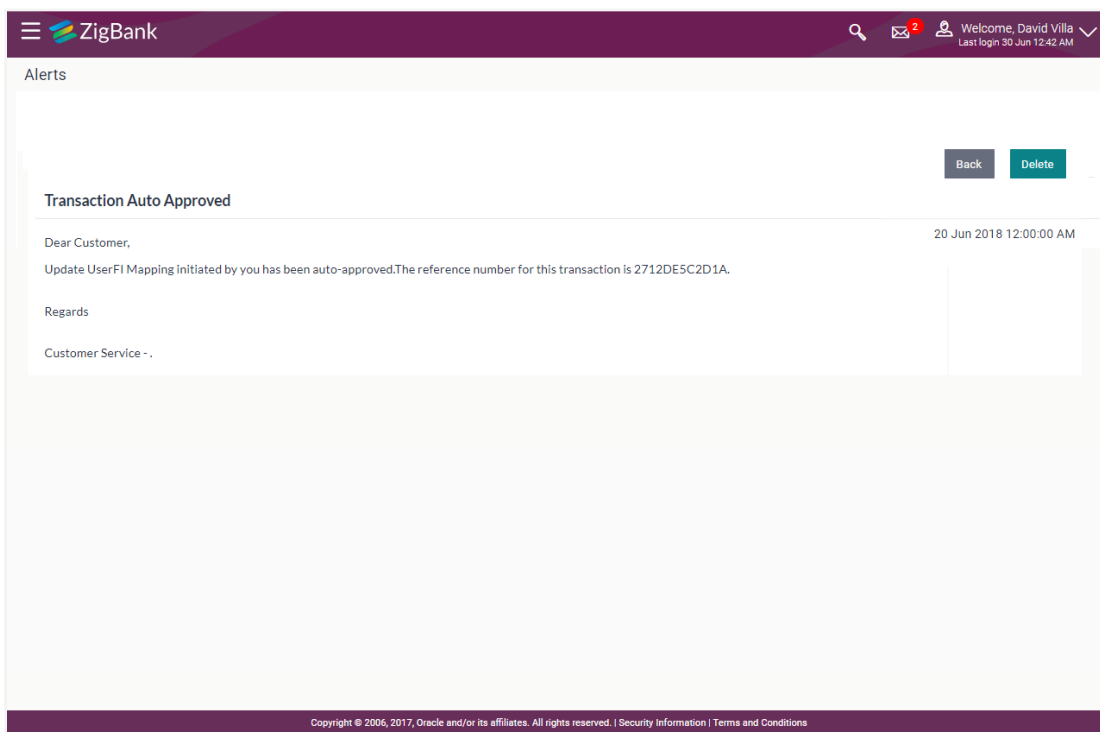 ZigBank
2
Welcome, David Villa
Last login 30 Jun 12:42 AM
Alerts
Back
Delete
Transaction Auto Approved
20 Jun 2018 12:00:00 AM
Dear Customer,
Update UserFI Mapping initiated by you has been auto-approved.The reference number for this transaction is 2712DE5C2D1A.
Regards
Customer Service - .
Copyright © 2006, 2017, Oracle and/or its affiliates. All rights reserved. | Security Information | Terms and Conditions